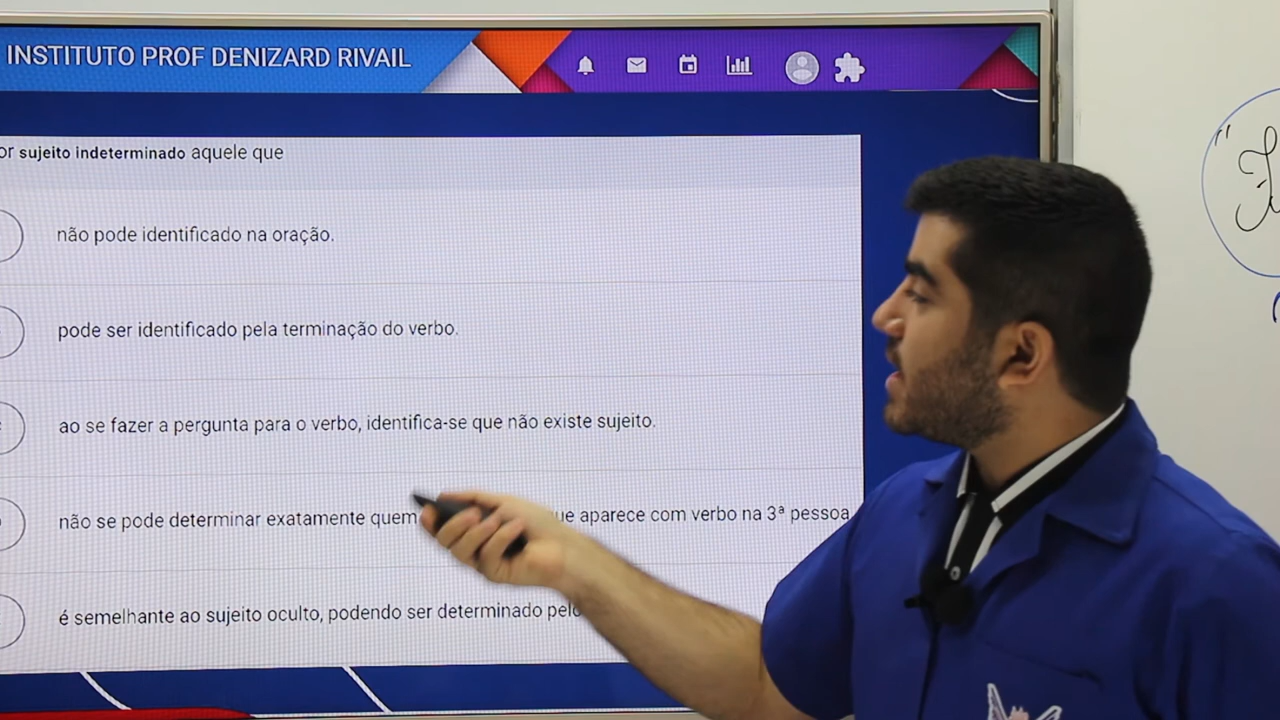 INSTITUTO PROF DENIZARD RIVAIL
or sujeito indeterminado aquele que
não pode identificado na oração.
pode ser identificado pela terminação do verbo.
ao se fazer a pergunta para o verbo, identifica-se que não existe sujeito.
não se pode determinar exatamente quem ue aparece com verbo na 3ª pessoa
é semelhante ao sujeito oculto, podendo ser determinado pelo